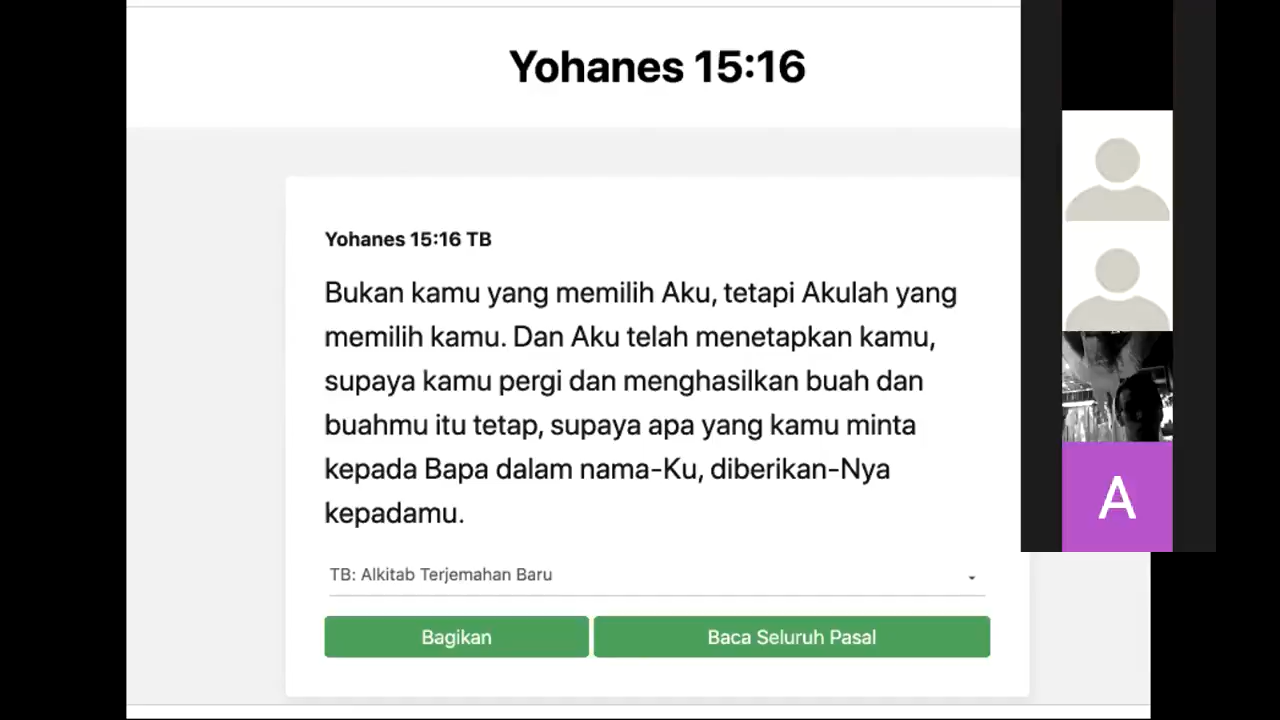 Yohanes 15:16
Yohanes 15:16 TB
Bukan kamu yang memilih Aku, tetapi Akulah yang
memilih kamu. Dan Aku telah menetapkan kamu,
supaya kamu pergi dan menghasilkan buah dan
buahmu itu tetap, supaya apa yang kamu minta
kepada Bapa dalam nama-Ku, diberikan-Nya
kepadamu.
TB: Alkitab Terjemahan Baru
Bagikan
Baca Seluruh Pasal
A